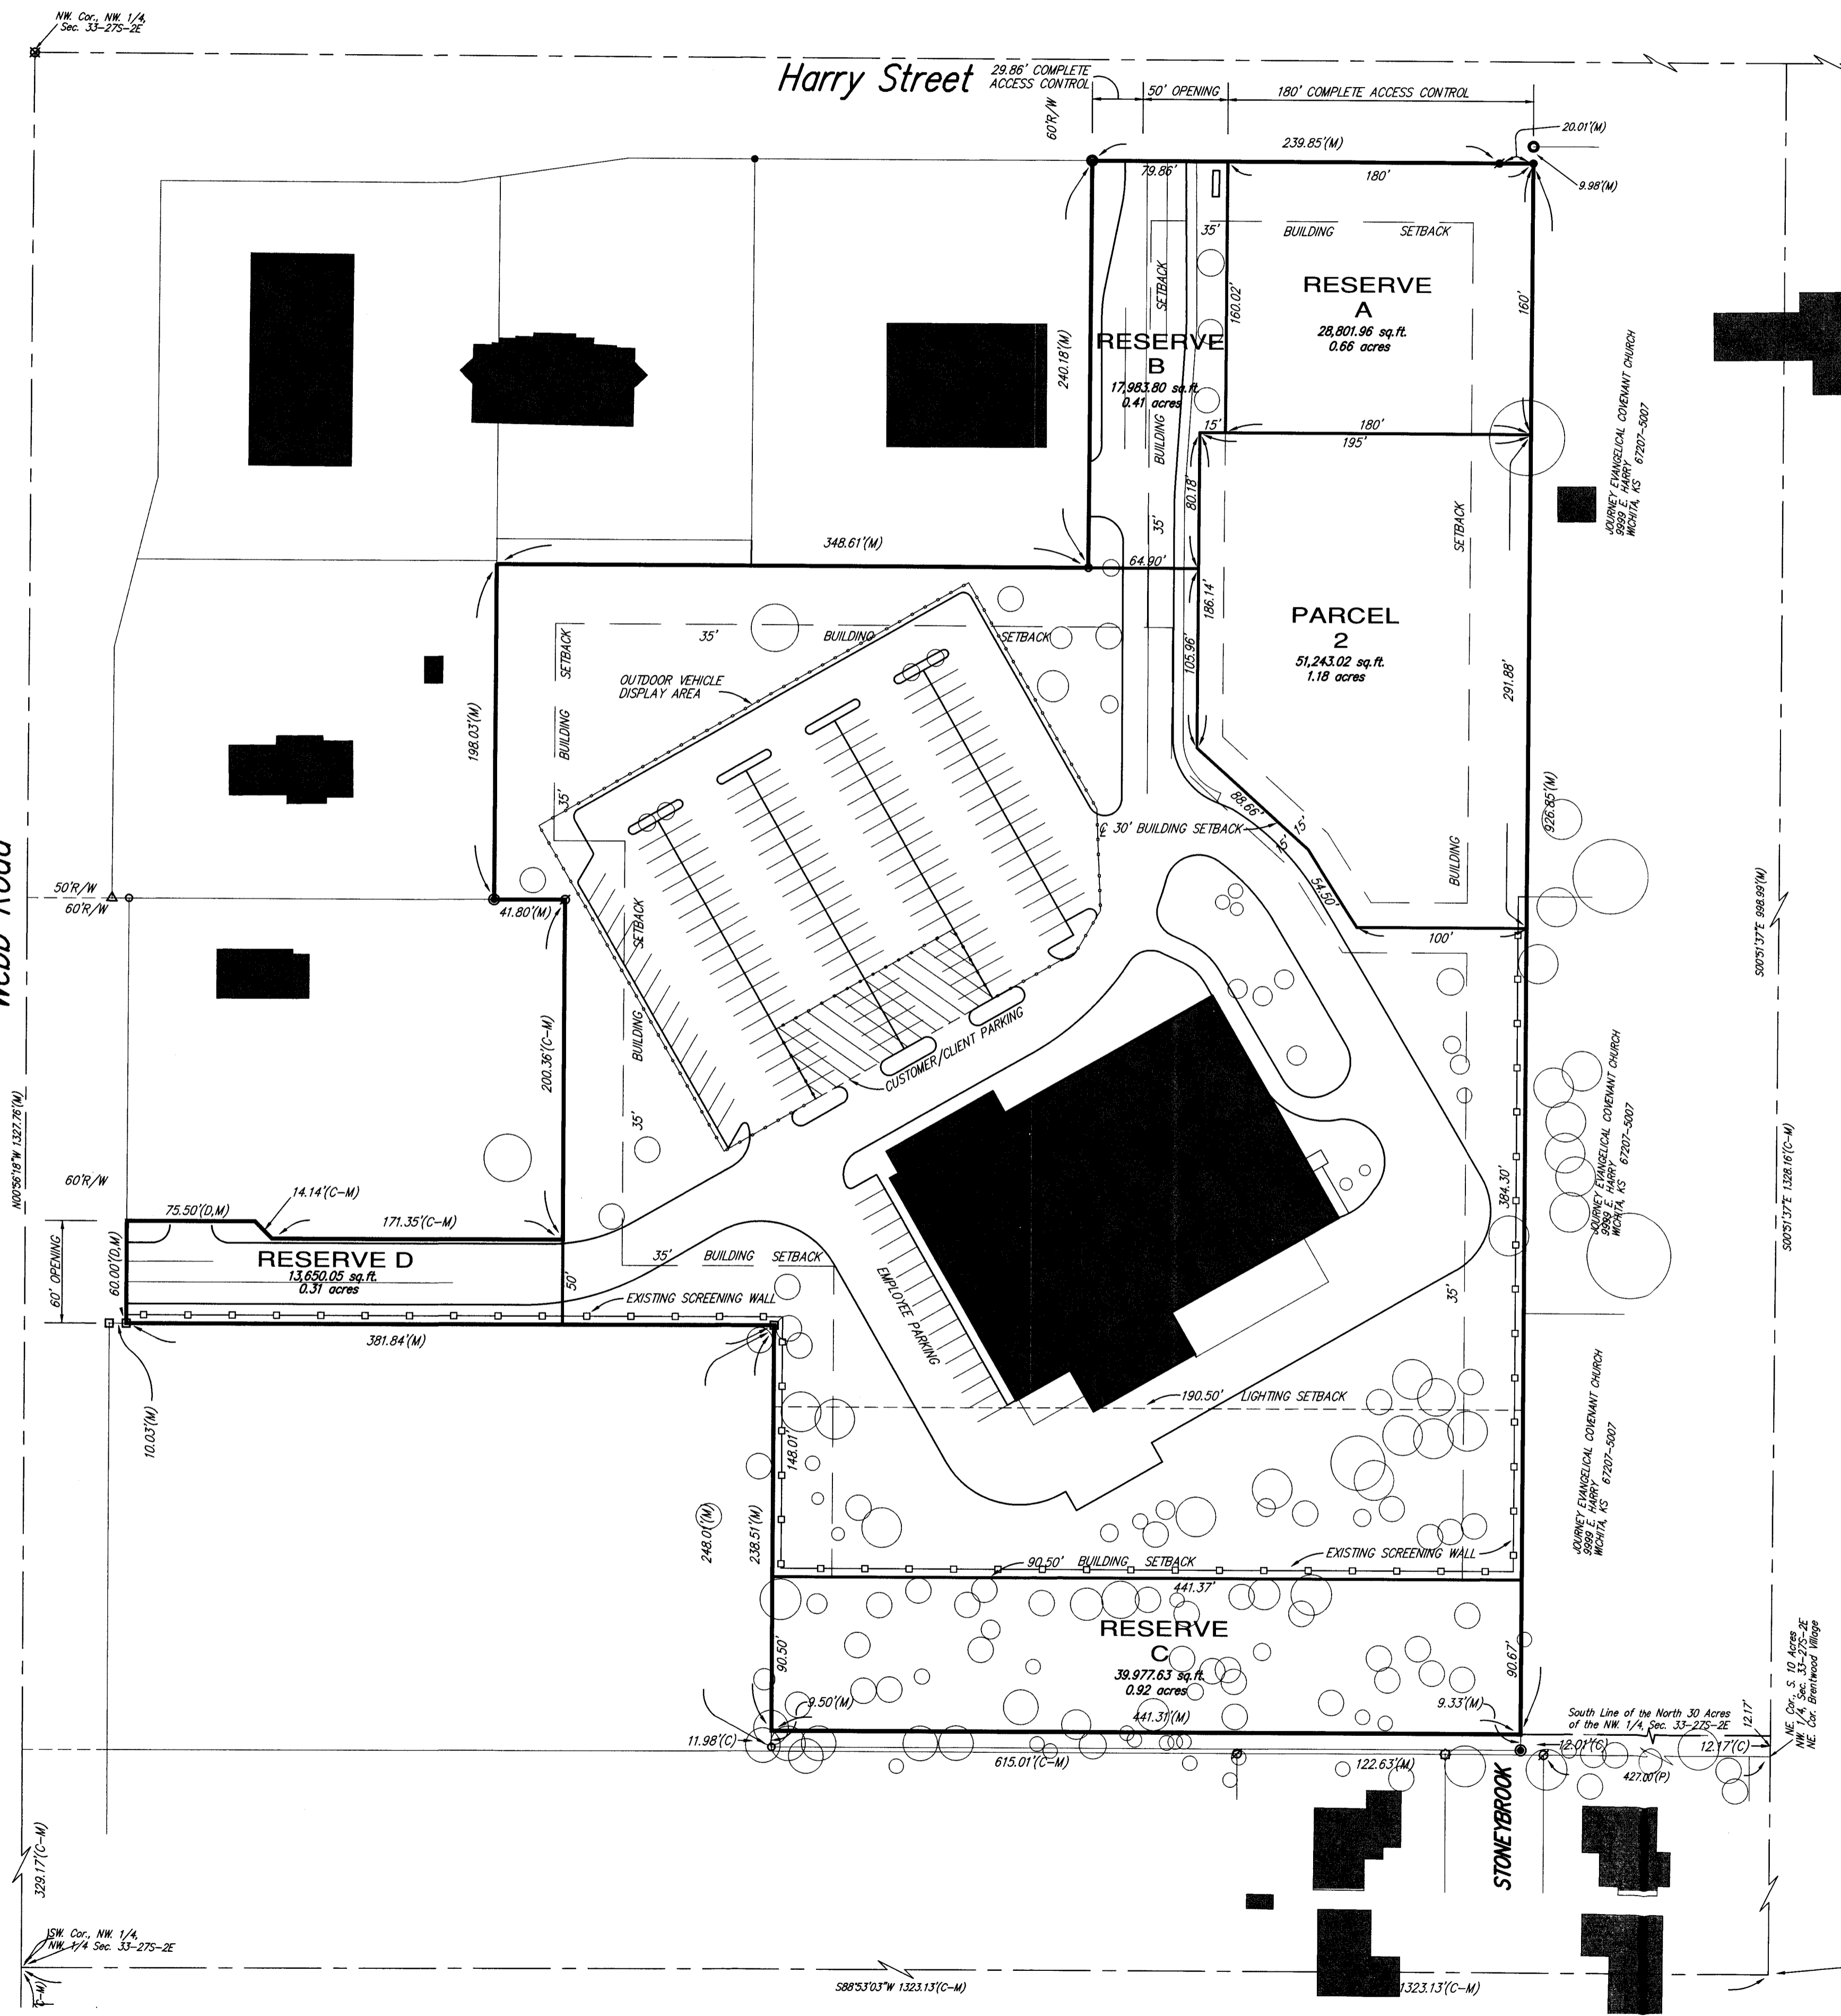 NW. Cor., NW. 1/4,
Sec. 33-27S-2E
Harry Street
29.86' COMPLETE
ACCESS CONTROL
50' OPENING
180' COMPLETE ACCESS CONTROL
60'R/W
20.01'(M)
239.85'(M)
9.98'(M)
79.86'
180'
35'
BUILDING
SETBACK
SETBACK
160.02'
RESERVE
A
28,801.96 sq.ft.
0.66 acres
160'
240.18'(M)
RESERVE
B
17,983.80 sq.ft.
0.41 acres
JOURNEY EVANGELICAL COVENANT CHURCH
9999 E. HARRY
WICHITA, KS 67207-5007
15'
180'
195'
BUILDING
80.18'
35'
SETBACK
348.61'(M)
64.90'
186.14'
PARCEL
2
51,243.02 sq.ft.
1.18 acres
105.96'
291.88'
35'
BUILDING
SETBACK
SETBACK
BUILDING
35'
OUTDOOR VEHICLE
DISPLAY AREA
198.03'(M)
88.66'
℄ 30' BUILDING SETBACK
15'
15'
926.85'(M)
BUILDING
54.50'
S00°51'37"E 998.99'(M)
Webb Road
50'R/W
60'R/W
41.80'(M)
SETBACK
100'
BUILDING
35'
200.36'(C-M)
CUSTOMER/CLIENT PARKING
N00°56'18"W 1327.76'(M)
JOURNEY EVANGELICAL COVENANT CHURCH
9999 E. HARRY
WICHITA, KS 67207-5007
S00°51'37"E 1328.16'(C-M)
384.30'
60'R/W
14.14'(C-M)
75.50'(D,M)
171.35'(C-M)
60' OPENING
60.00'(D,M)
RESERVE D
13,650.05 sq.ft.
0.31 acres
50'
35'
BUILDING
SETBACK
35'
EXISTING SCREENING WALL
EMPLOYEE PARKING
381.84'(M)
10.03'(M)
190.50' LIGHTING SETBACK
148.01'
JOURNEY EVANGELICAL COVENANT CHURCH
9999 E. HARRY
WICHITA, KS 67207-5007
248.01'(M)
238.51'(M)
90.50' BUILDING SETBACK
EXISTING SCREENING WALL
441.37'
RESERVE
C
39,977.63 sq.ft.
0.92 acres
90.50'
90.67'
9.50'(M)
441.31'(M)
9.33'(M)
South Line of the North 30 Acres
of the NW. 1/4, Sec. 33-27S-2E
12.17'
NE. Cor., S. 10 Acres
NW. 1/4, Sec. 33-27S-2E
NE. Cor. Brentwood Village
11.98'(C)
615.01'(C-M)
122.63'(M)
12.01'(C)
12.17'(C)
427.00'(P)
STONEYBROOK
329.17'(C-M)
SW. Cor., NW. 1/4,
NW. 1/4 Sec. 33-27S-2E
S88°53'03"W 1323.13'(C-M)
1323.13'(C-M)